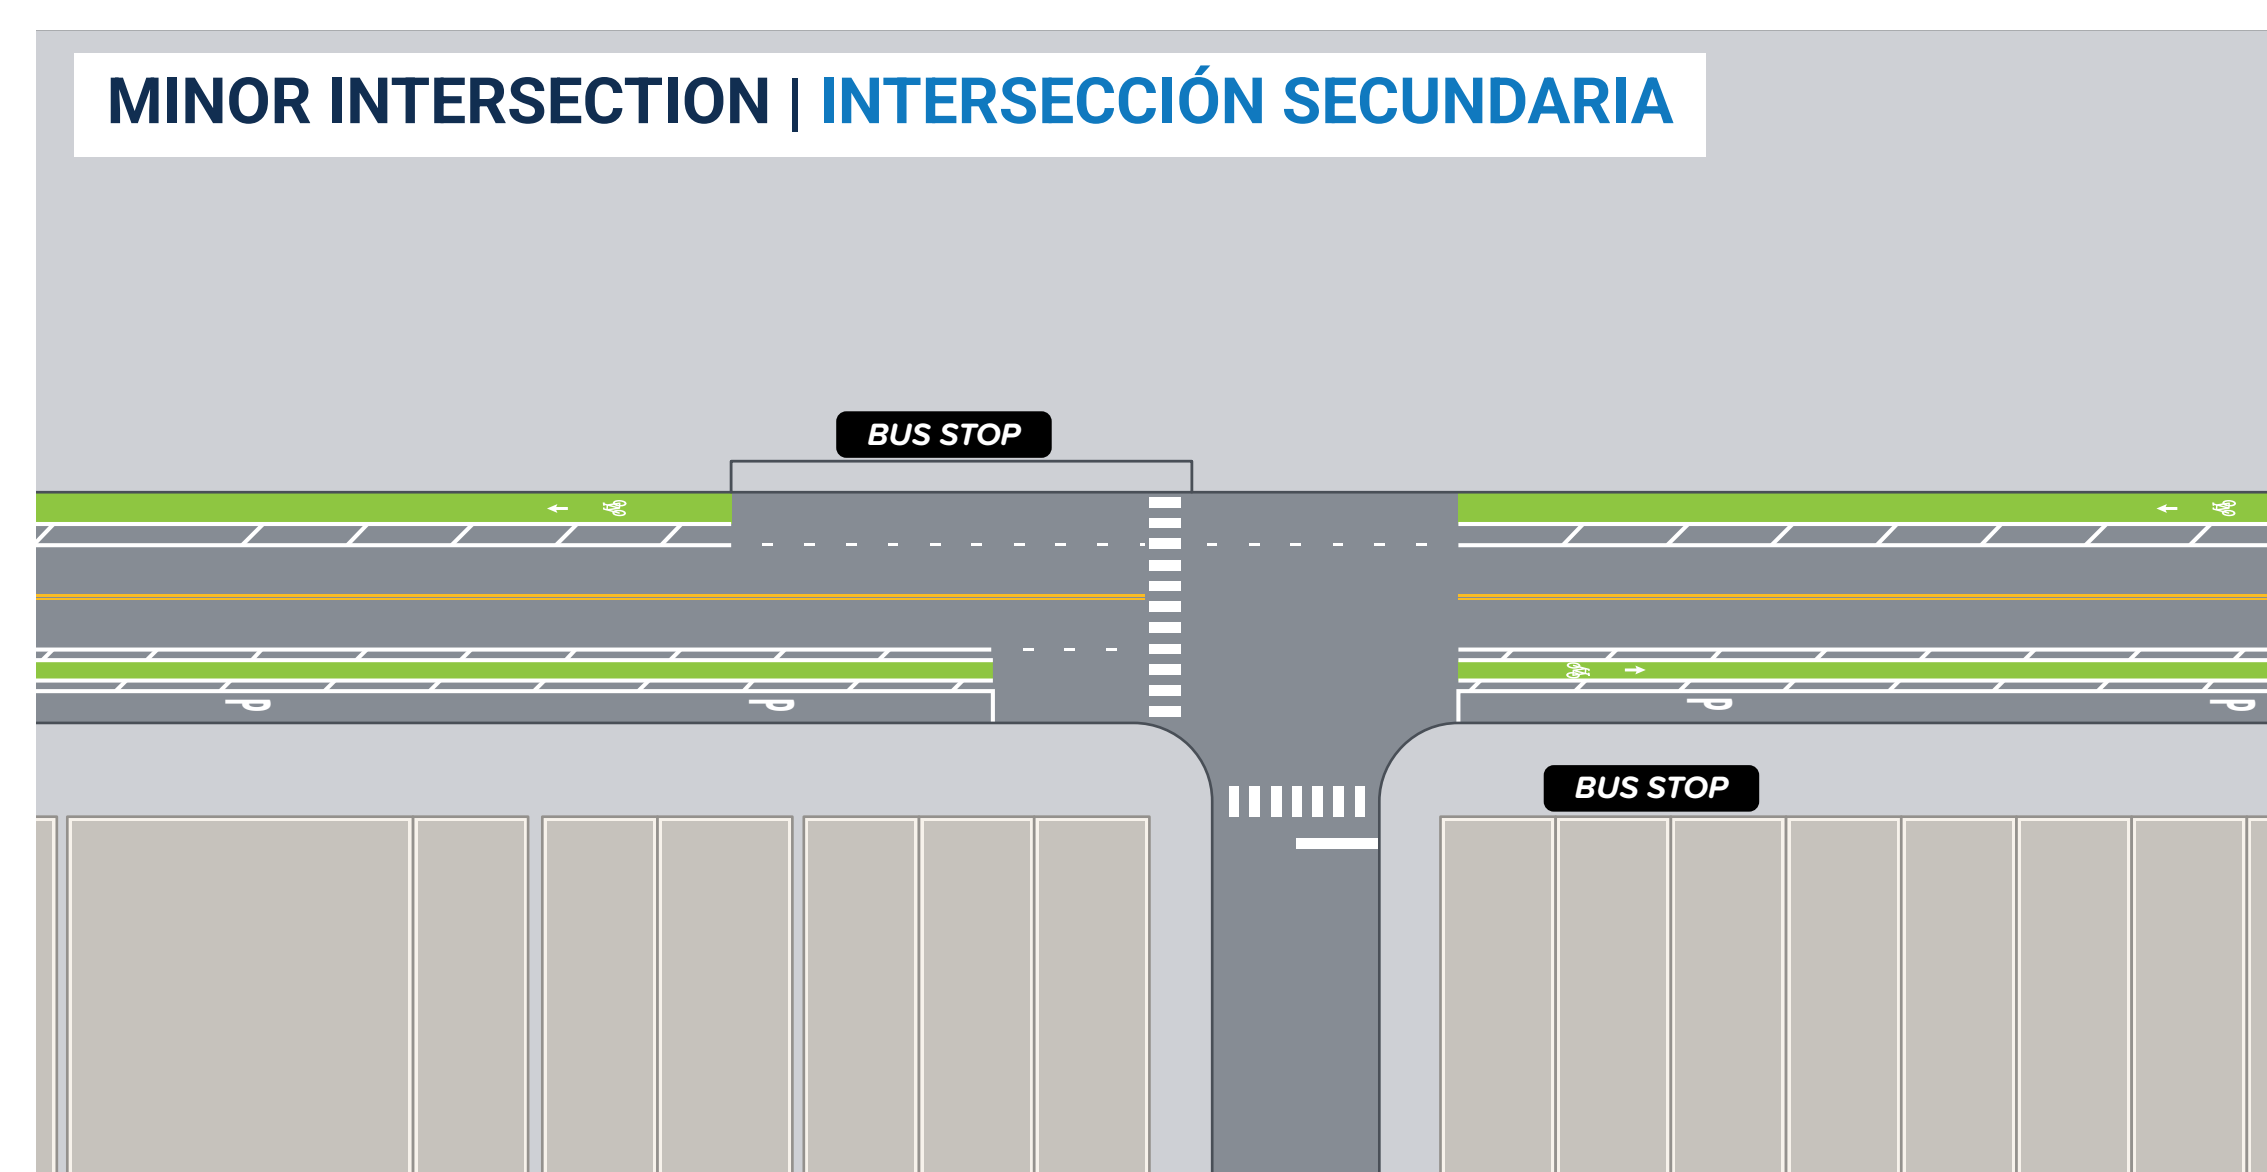 MINOR INTERSECTION | INTERSECCIÓN SECUNDARIA
BUS STOP
P P P P
BUS STOP